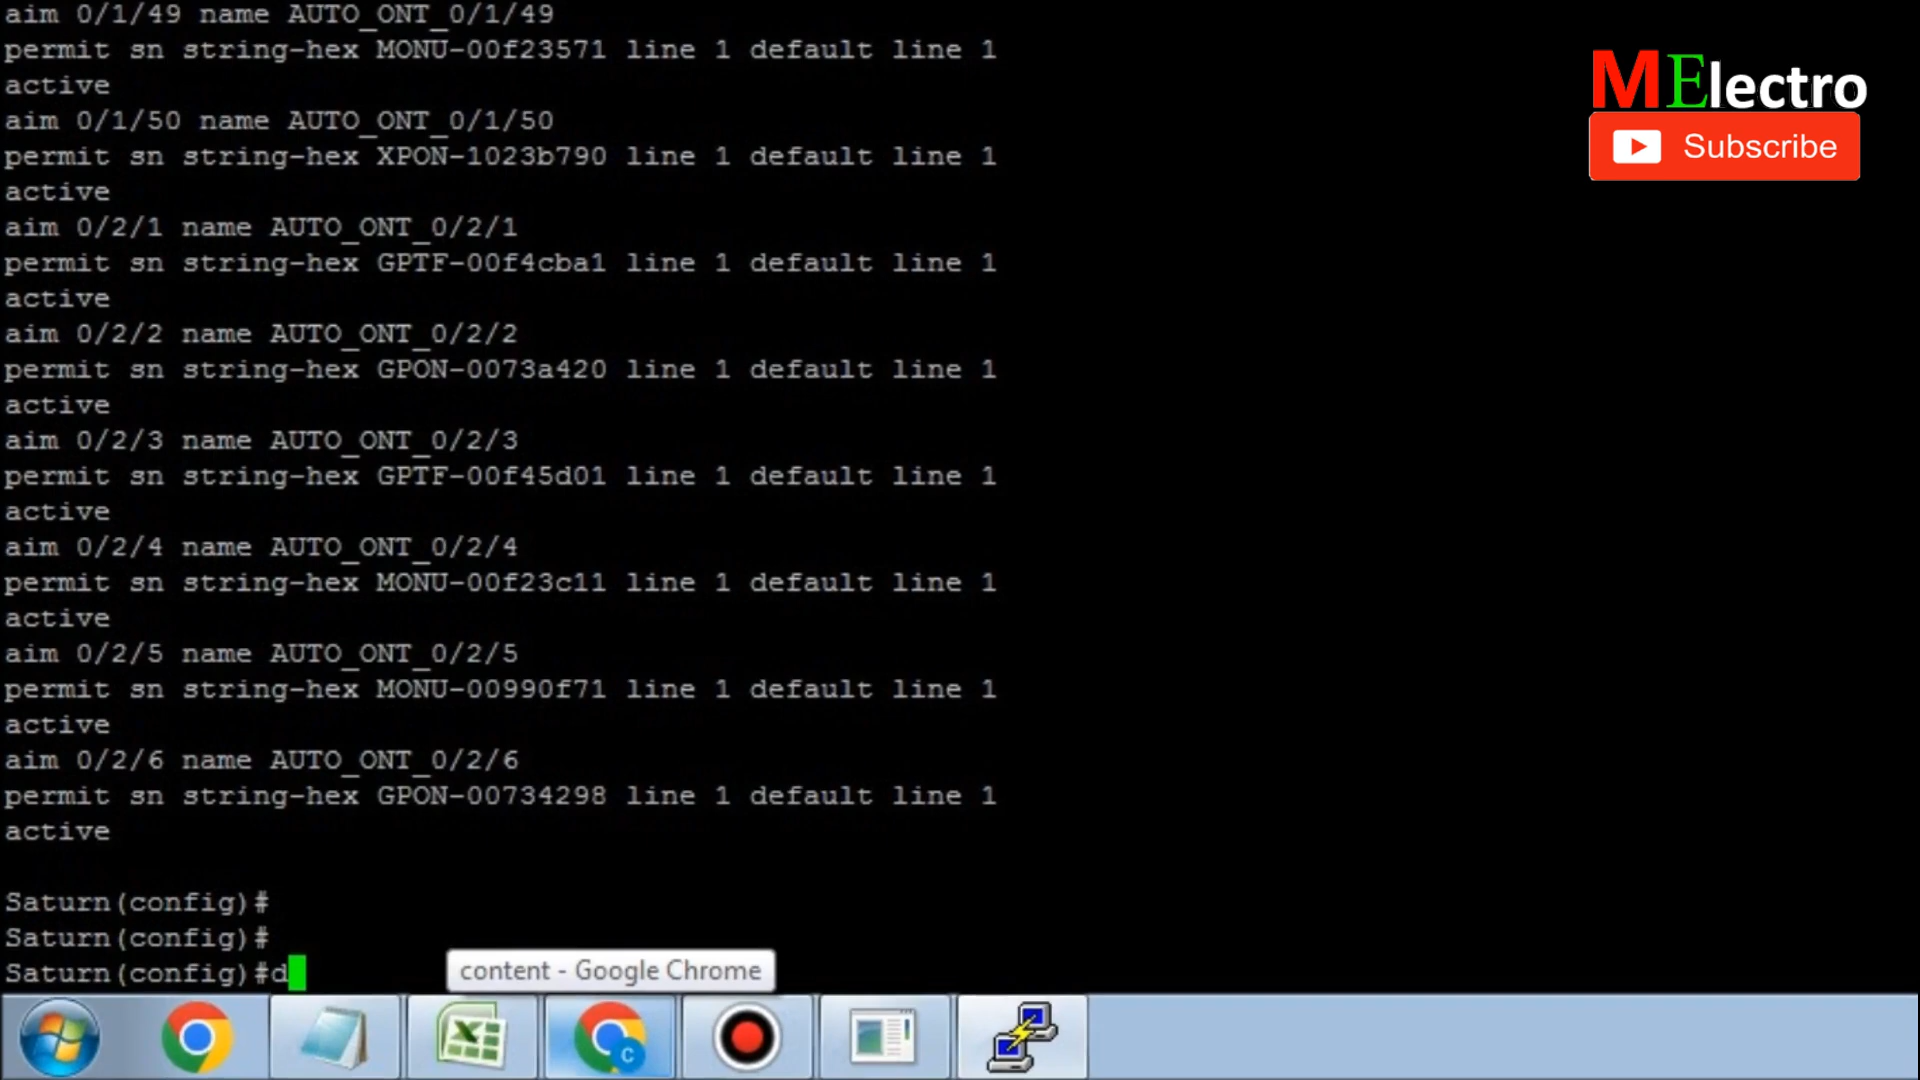 aim 0/1/49 name AUTO_ONT_0/1/49
permit sn string-hex MONU-00f23571 line 1 default line 1
active
aim 0/1/50 name AUTO_ONT_0/1/50
permit sn string-hex XPON-1023b790 line 1 default line 1
active
aim 0/2/1 name AUTO_ONT_0/2/1
permit sn string-hex GPTF-00f4cba1 line 1 default line 1
active
aim 0/2/2 name AUTO_ONT_0/2/2
permit sn string-hex GPON-0073a420 line 1 default line 1
active
aim 0/2/3 name AUTO_ONT_0/2/3
permit sn string-hex GPTF-00f45d01 line 1 default line 1
active
aim 0/2/4 name AUTO_ONT_0/2/4
permit sn string-hex MONU-00f23c11 line 1 default line 1
active
aim 0/2/5 name AUTO_ONT_0/2/5
permit sn string-hex MONU-00990f71 line 1 default line 1
active
aim 0/2/6 name AUTO_ONT_0/2/6
permit sn string-hex GPON-00734298 line 1 default line 1
active
Saturn(config)#
Saturn(config)#
Saturn(config)#d
content - Google Chrome
MElectro
Subscribe
C